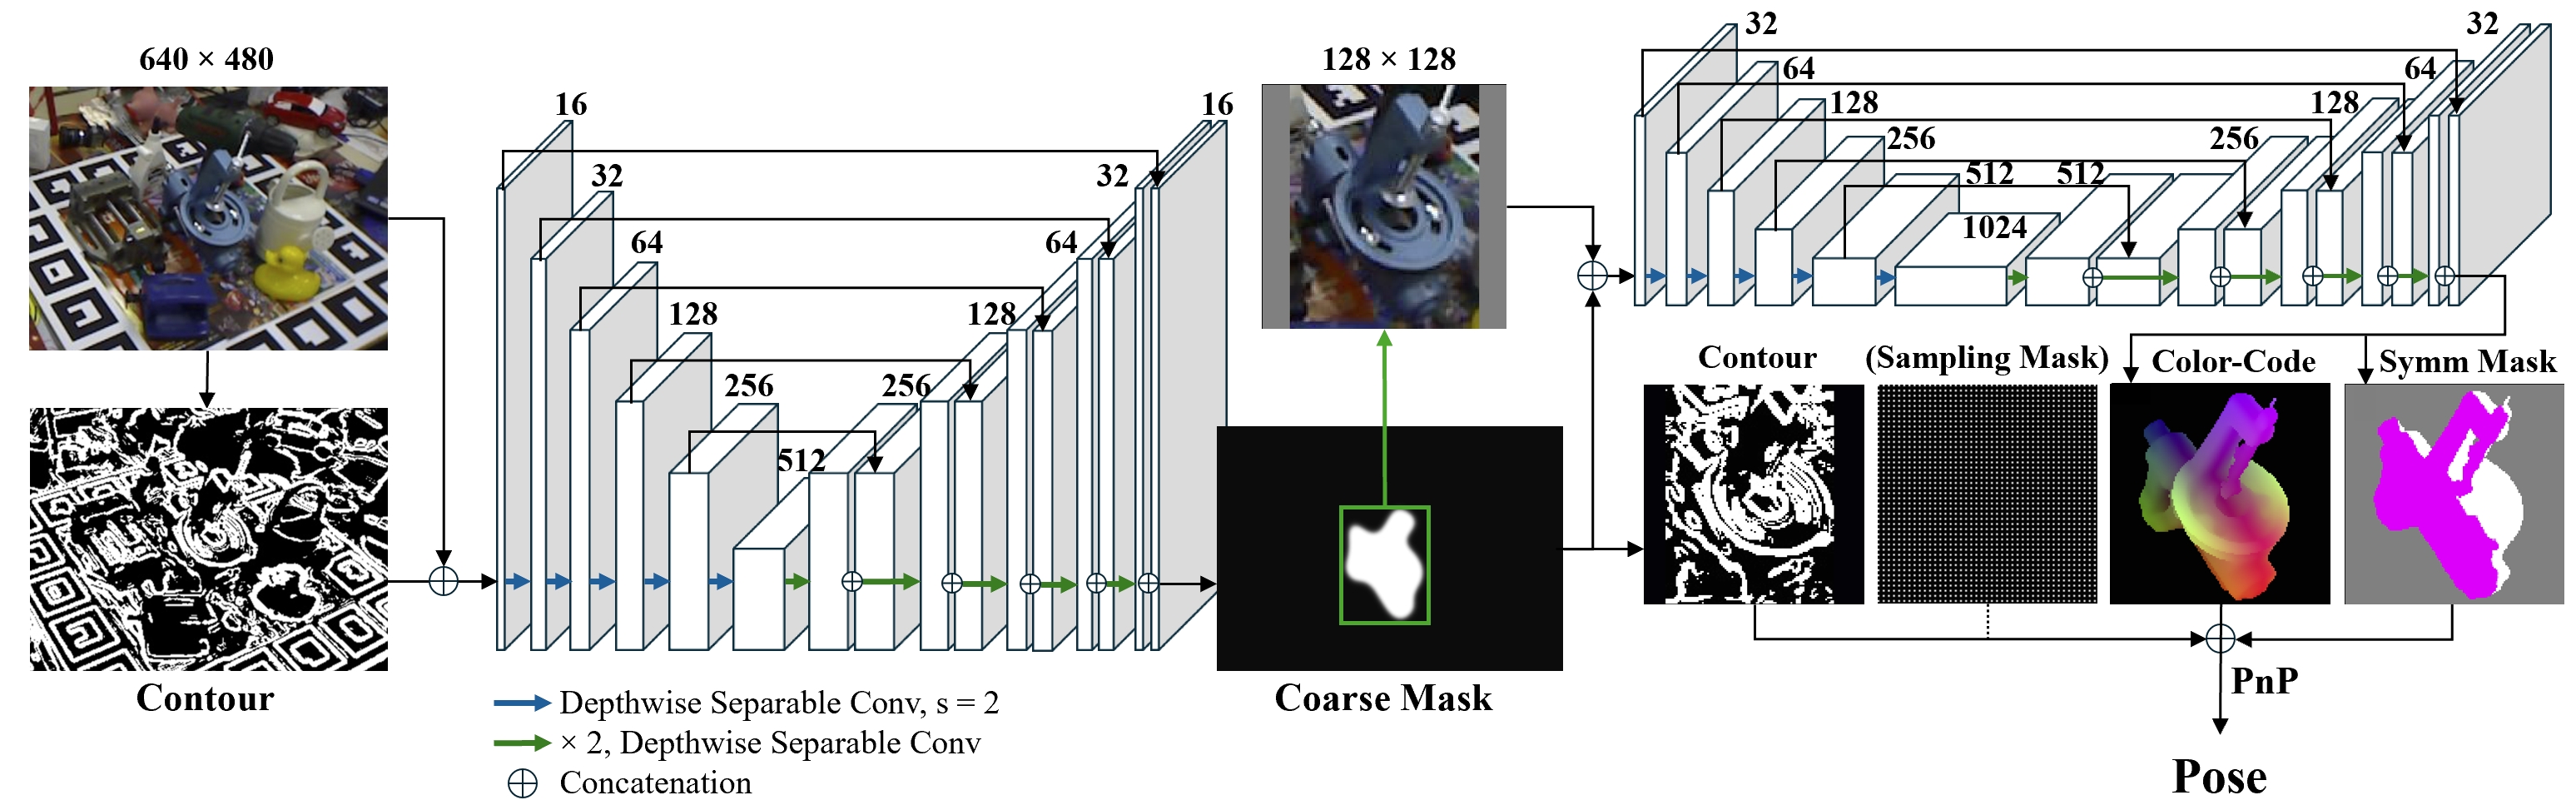 640 × 480
Contour
16
32
64
128
256
512
256
128
64
32
16
Depthwise Separable Conv, s = 2
× 2, Depthwise Separable Conv
Concatenation
128 × 128
Coarse Mask
32
64
128
256
512
1024
512
256
128
64
32
Contour
(Sampling Mask)
Color-Code
Symm Mask
PnP
Pose